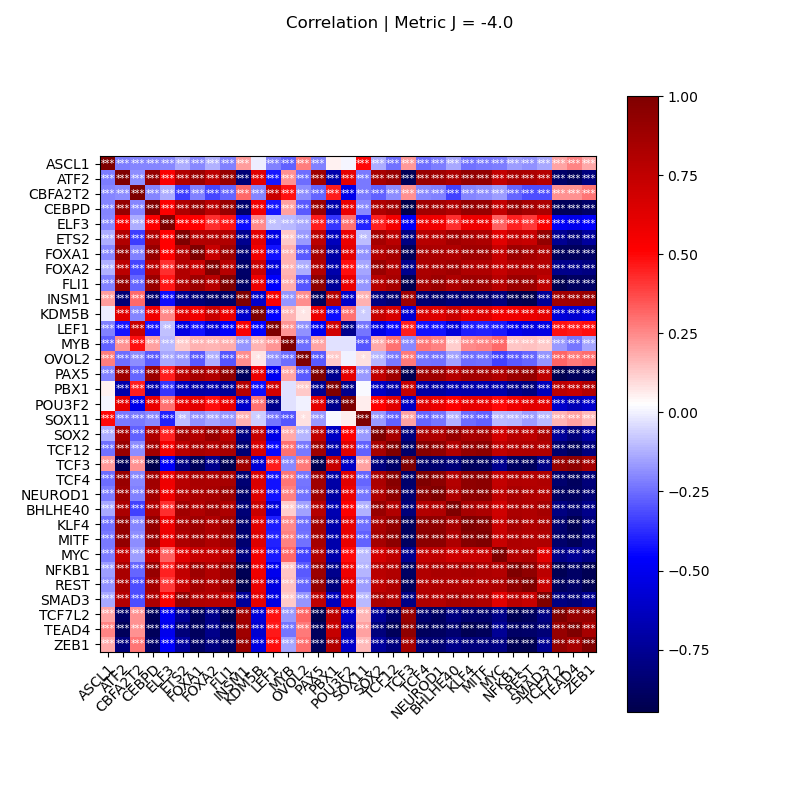 Correlation | Metric J = -4.0
ASCL1
ATF2
CBFA2T2
CEBPD
ELF3
ETS2
FOXA1
FOXA2
FLI1
INSM1
KDM5B
LEF1
MYB
OVOL2
PAX5
PBX1
POU3F2
SOX11
SOX2
TCF12
TCF3
TCF4
NEUROD1
BHLHE40
KLF4
MITF
MYC
NFKB1
REST
SMAD3
TCF7L2
TEAD4
ZEB1
ASCL1
ATF2
CBFA2T2
CEBPD
ELF3
ETS2
FOXA1
FOXA2
FLI1
INSM1
KDM5B
LEF1
MYB
OVOL2
PAX5
PBX1
POU3F2
SOX11
SOX2
TCF12
TCF3
TCF4
NEUROD1
BHLHE40
KLF4
MITF
MYC
NFKB1
REST
SMAD3
TCF7L2
TEAD4
ZEB1
1.00
0.75
0.50
0.25
0.00
−0.25
−0.50
−0.75